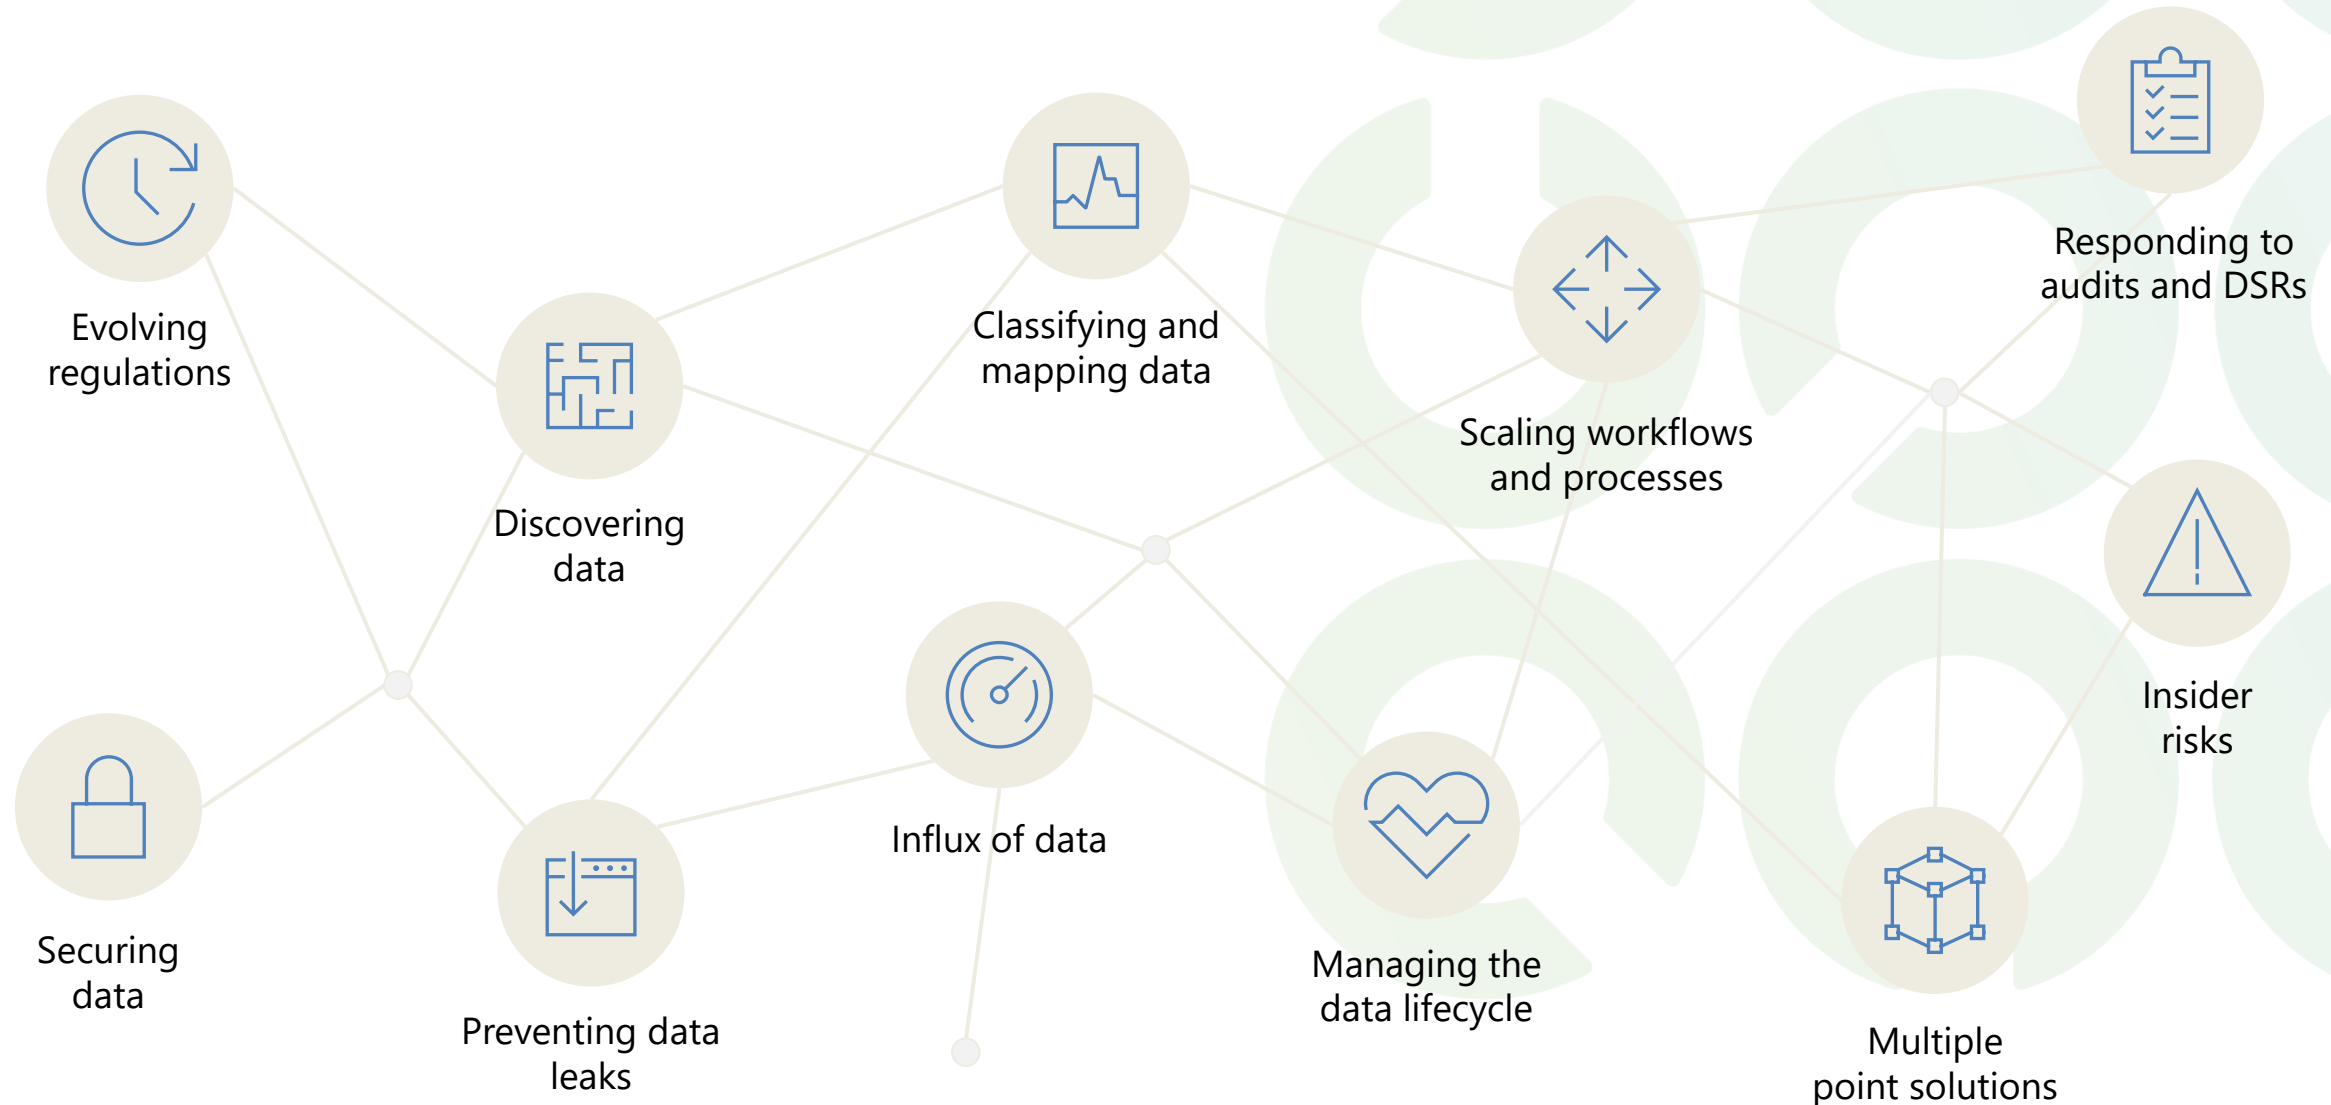 Evolving
regulations
Discovering
data
Classifying and
mapping data
Scaling workflows
and processes
Responding to
audits and DSRs
Securing
data
Preventing data
leaks
Influx of data
Managing the
data lifecycle
Insider
risks
Multiple
point solutions